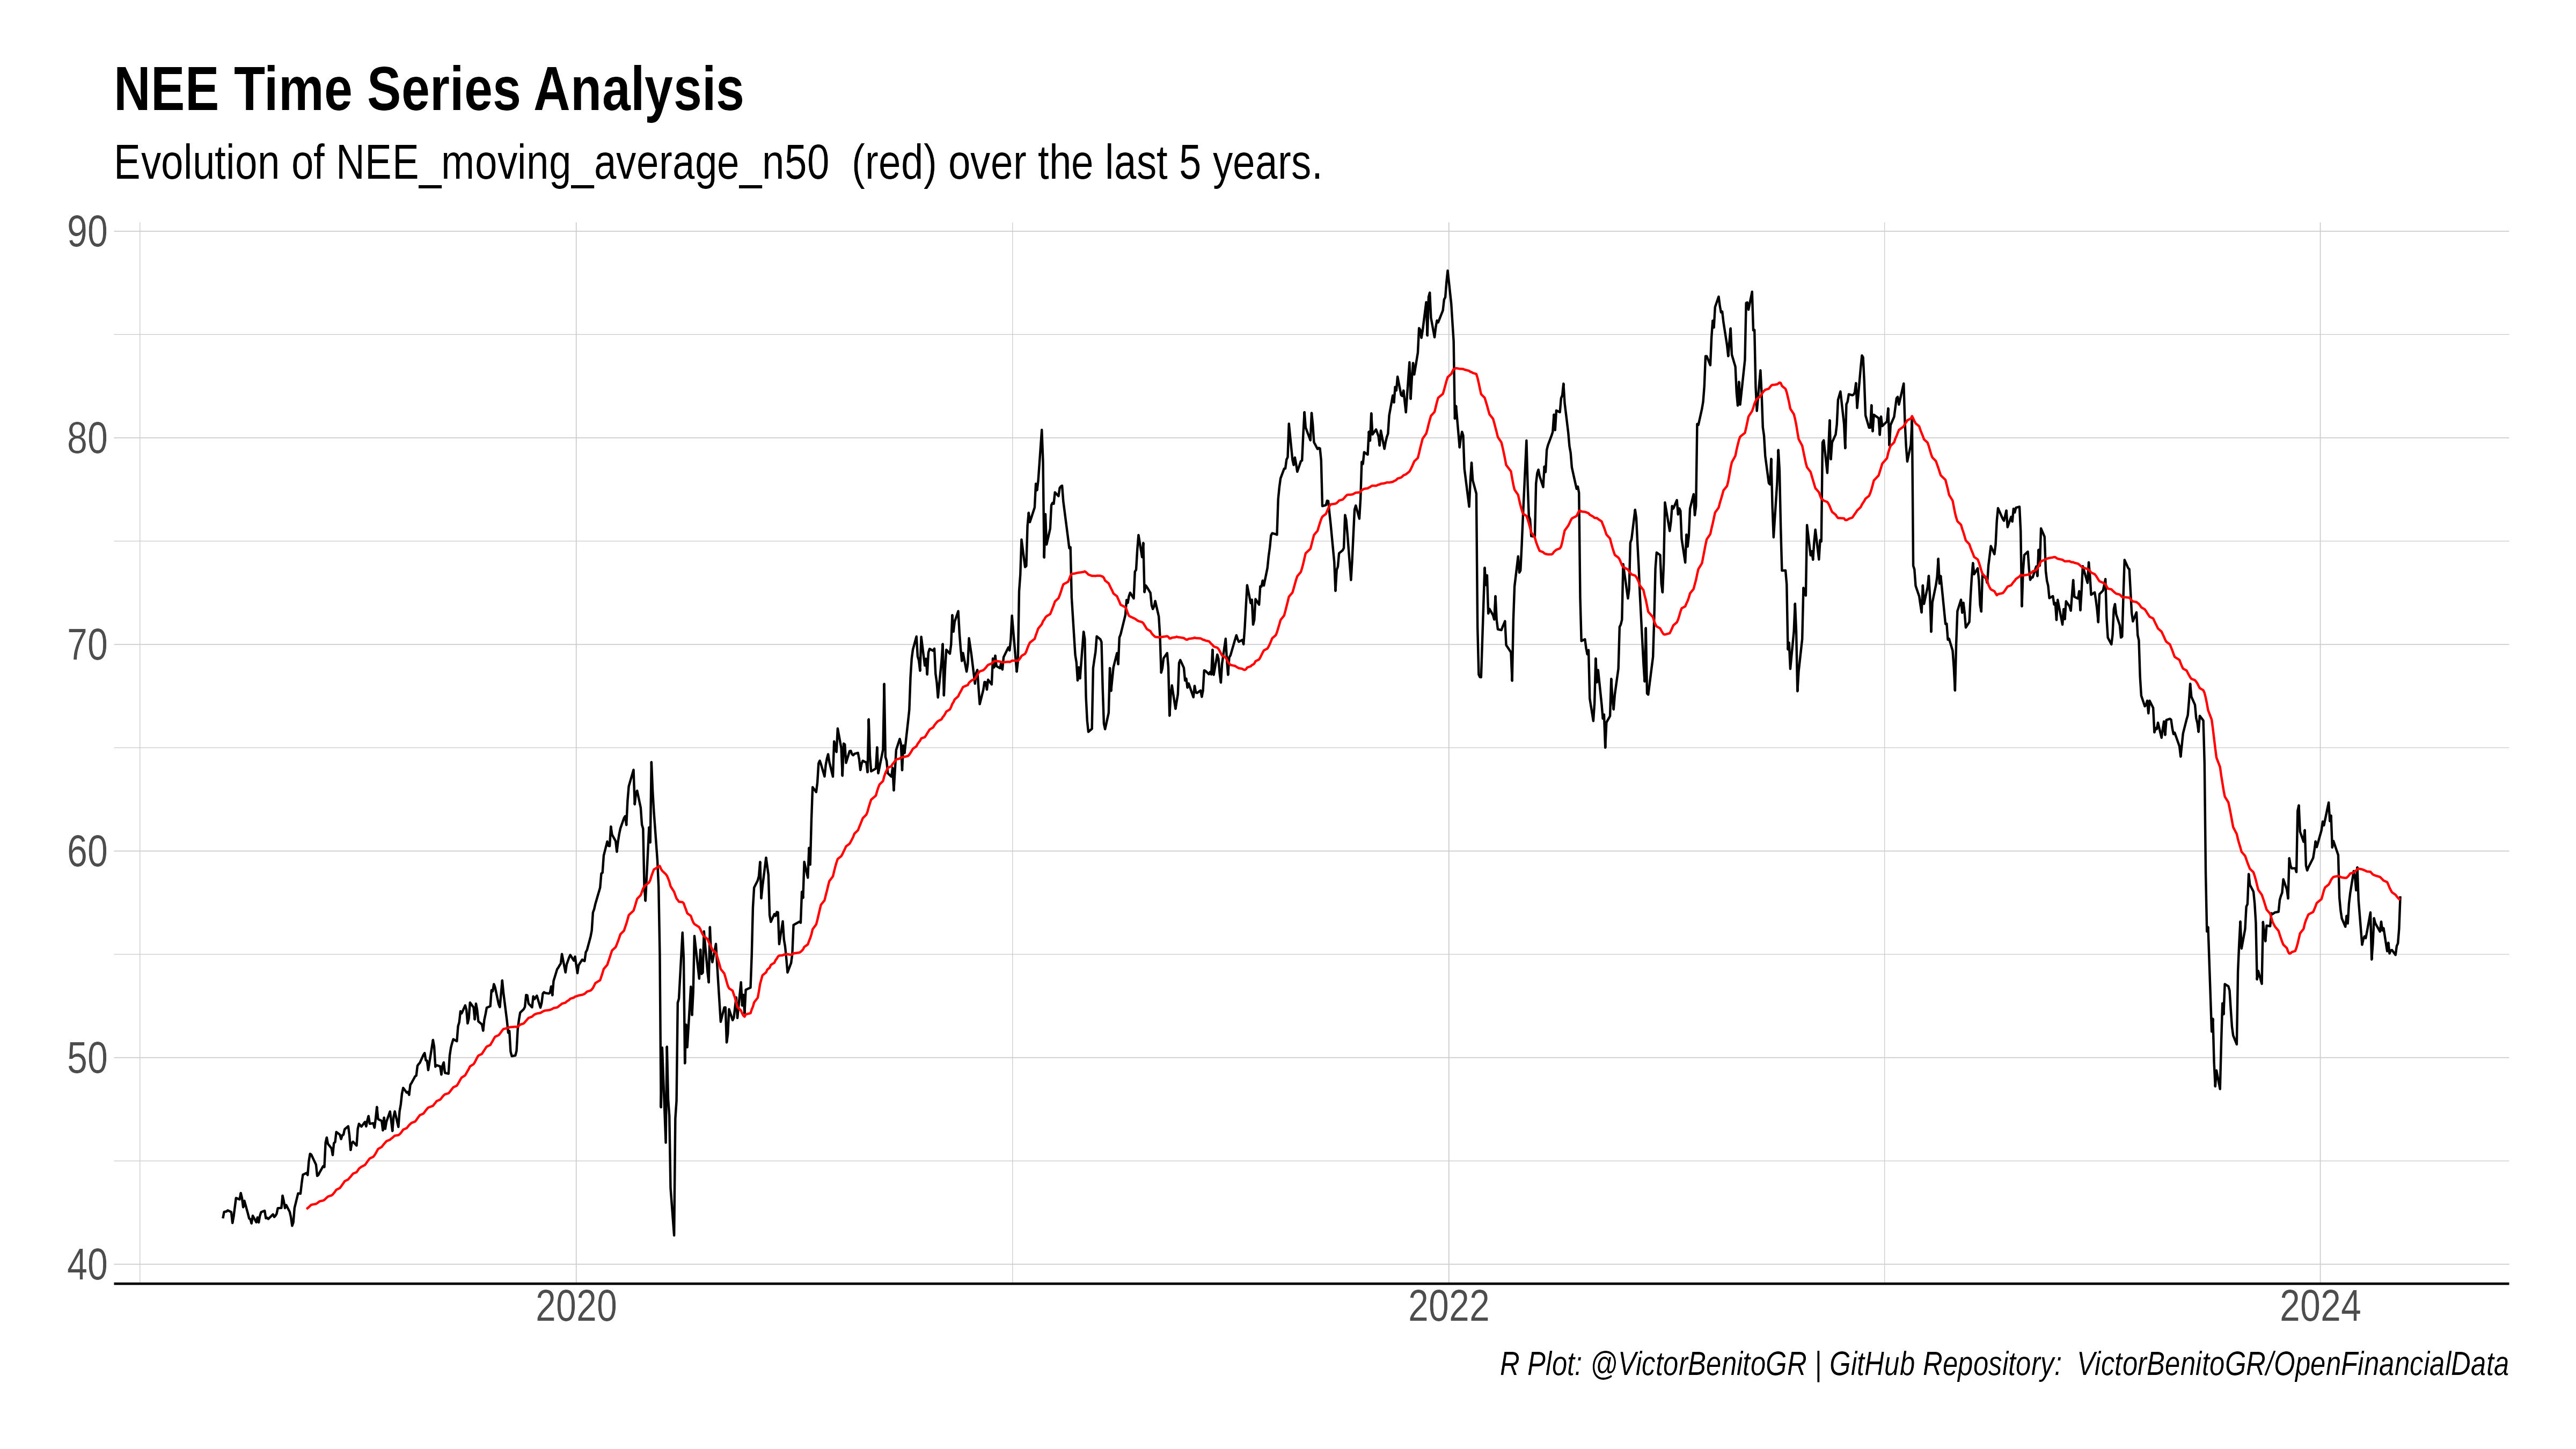 NEE Time Series Analysis
Evolution of NEE_moving_average_n50  (red) over the last 5 years.
90
80
70
60
50
40
2020 2022 2024
R Plot: @VictorBenitoGR | GitHub Repository:  VictorBenitoGR/OpenFinancialData